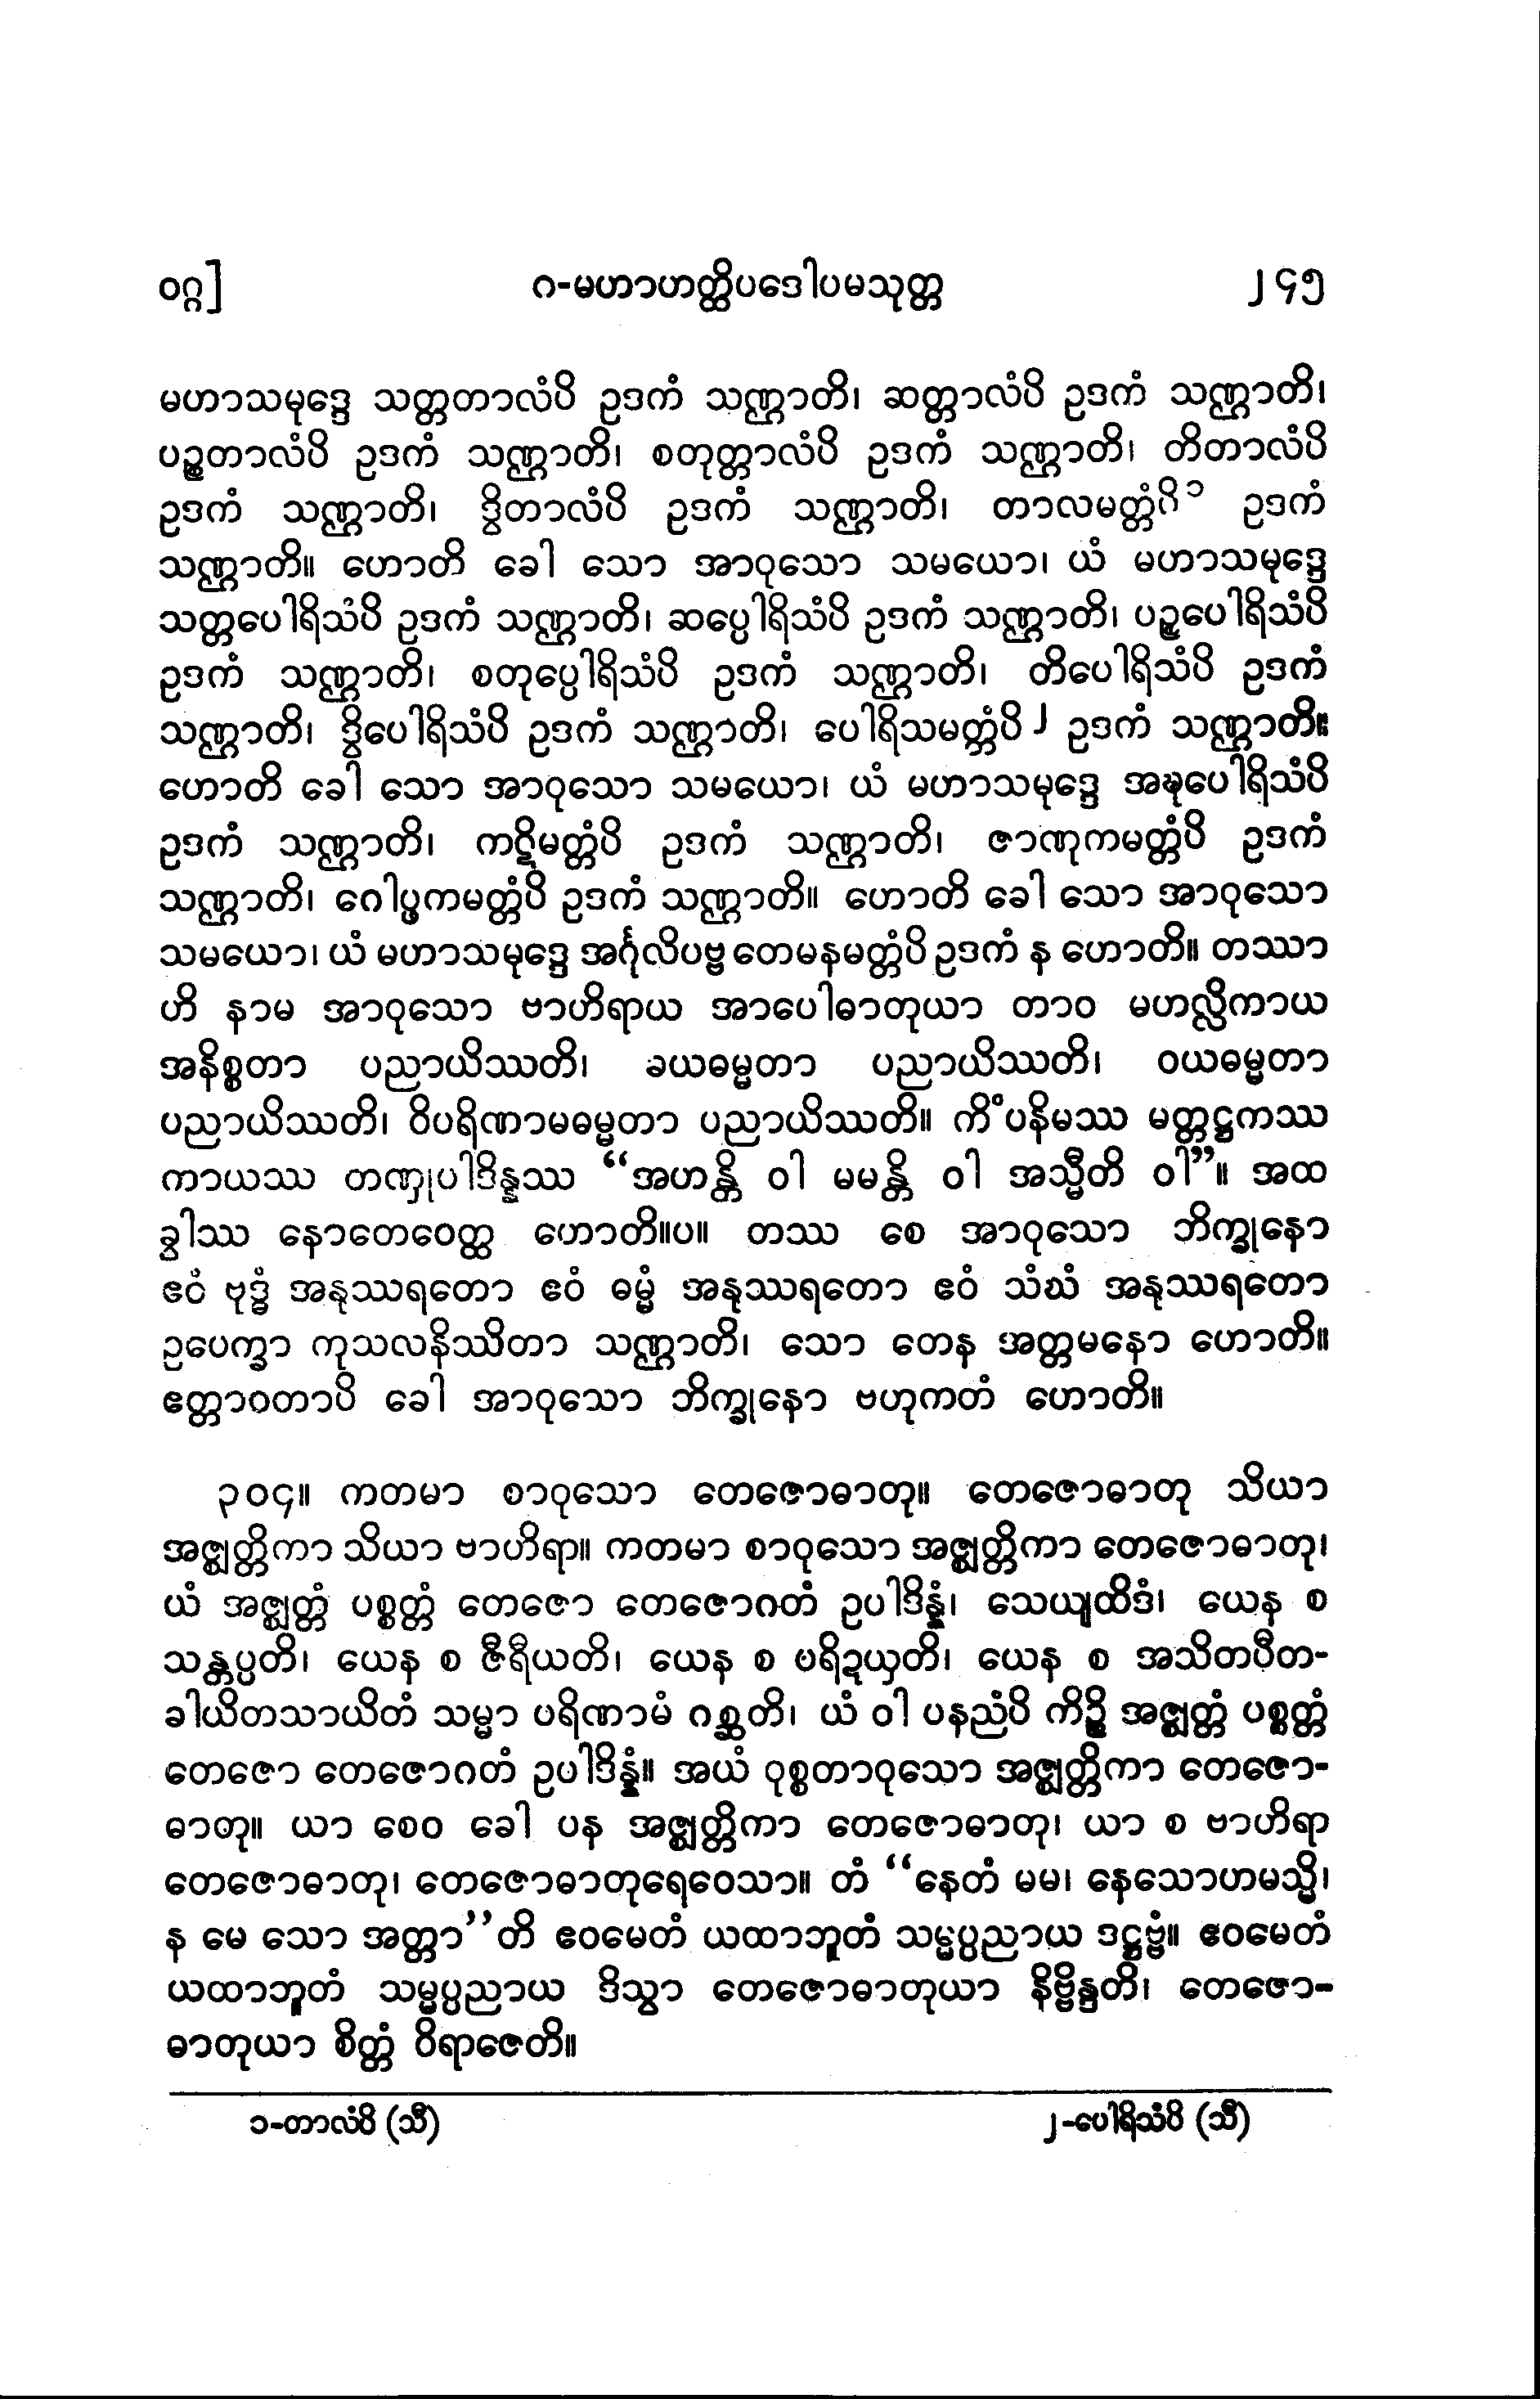 ဝဂ္ဂ]	ဂ-မဟာဟတ္ထိပဒေါပမသုတ္တ	၂၄၅
မဟာသမုဒ္ဒေ သတ္တတာလံပိ ဥဒကံ သဏ္ဌာတိ၊ ဆတ္တာလံပိ ဥဒကံ သဏ္ဌာတိ၊
ပဉ္စတာလံပိ ဥဒကံ သဏ္ဌာတိ၊ စတုတ္တာလံပိ ဥဒကံ သဏ္ဌာတိ၊ တိတာလံပိ
ဥဒကံ သဏ္ဌာတိ၊ ဒွိတာလံပိ ဥဒကံ သဏ္ဌာတိ၊ တာလမတ္တံပိ၁ ဥဒကံ
သဏ္ဌာတိ။ ဟောတိ ခေါ သော အာဝုသော သမယော၊ ယံ မဟာသမုဒ္ဒေ
သတ္တပေါရိသံပိ ဥဒကံ သဏ္ဌာတိ၊ ဆပ္ပေါရိသံပိ ဥဒကံ သဏ္ဌာတိ၊ ပဉ္စပေါရိသံပိ
ဥဒကံ သဏ္ဌာတိ၊ စတုပ္ပေါရိသံပိ ဥဒကံ သဏ္ဌာတိ၊ တိပေါရိသံပိ ဥဒကံ
သဏ္ဌာတိ၊ ဒွိပေါရိသံပိ ဥဒကံ သဏ္ဌာတိ၊ ပေါရိသမတ္တံပိ၂ ဥဒကံ သဏ္ဌာတိ။
ဟောတိ ခေါ သော အာဝုသော သမယော၊ ယံ မဟာသမုဒ္ဒေ အဍ္ဎပေါရိသံပိ
ဥဒကံ သဏ္ဌာတိ၊ ကဋိမတ္တံပိ ဥဒကံ သဏ္ဌာတိ၊ ဇာဏုကမတ္တံပိ ဥဒကံ
သဏ္ဌာတိ၊ ဂေါပ္ဖကမတ္တံပိ ဥဒကံ သဏ္ဌာတိ။ ဟောတိ ခေါ သော အာဝုသော
သမယော၊ ယံ မဟာသမုဒ္ဒေ အင်္ဂုလိပဗ္ဗ တေမနမတ္တံပိ ဥဒကံ န ဟောတိ။ တဿာ
ဟိ နာမ အာဝုသော ဗာဟိရာယ အာပေါဓာတုယာ တာဝ မဟလ္လိကာယ
အနိစ္စတာ ပညာယိဿတိ၊ ခယဓမ္မတာ ပညာယိဿတိ၊ ဝယဓမ္မတာ
ပညာယိဿတိ၊ ဝိပရိဏာမဓမ္မတာ ပညာယိဿတိ။ ကိံပနိမဿ မတ္တဋ္ဌကဿ
ကာယဿ တဏှုပါဒိန္နဿ “အဟန္တိ ဝါ မမန္တိ ဝါ အသ္မီတိ ဝါ”။ အထ
ခွါဿ နောတေဝေတ္ထ ဟောတိ။ပ။ တဿ စေ အာဝုသော ဘိက္ခုနော
ဧဝံ ဗုဒ္ဓံ အနုဿရတော ဧဝံ ဓမ္မံ အနုဿရတော ဧဝံ သံဃံ အနုဿရတော
ဥပေက္ခာ ကုသလနိဿိတာ သဏ္ဌာတိ၊ သော တေန အတ္တမနော ဟောတိ။
ဧတ္တာဝတာပိ ခေါ အာဝုသော ဘိက္ခုနော ဗဟုကတံ ဟောတိ။
၃၀၄။ ကတမာ စာဝုသော တေဇောဓာတု။ တေဇောဓာတု သိယာ
အဇ္ဈတ္တိကာ သိယာ ဗာဟိရာ။ ကတမာ စာဝုသော အဇ္ဈတ္တိကာ တေဇောဓာတု၊
ယံ အဇ္ဈတ္တံ ပစ္စတ္တံ တေဇော တေဇောဂတံ ဥပါဒိန္နံ၊ သေယျထိဒံ၊ ယေန စ
သန္တပ္ပတိ၊ ယေန စ ဇီရီယတိ၊ ယေန စ ပရိဍယှတိ၊ ယေန စ အသိတပီတ-
ခါယိတသာယိတံ သမ္မာ ပရိဏာမံ ဂစ္ဆတိ၊ ယံ ဝါ ပနညံပိ ကိဉ္စိ အဇ္ဈတ္တံ ပစ္စတ္တံ
တေဇော တေဇောဂတံ ဥပါဒိန္နံ။ အယံ ဝုစ္စတာဝုသော အဇ္ဈတ္တိကာ တေဇော-
ဓာတု။ ယာ စေဝ ခေါ ပန အဇ္ဈတ္တိကာ တေဇောဓာတု၊ ယာ စ ဗာဟိရာ
တေဇောဓာတု၊ တေဇောဓာတုရေဝေသာ။ တံ “နေတံ မမ၊ နေသောဟမသ္မိ၊
န မေ သော အတ္တာ”တိ ဧဝမေတံ ယထာဘူတံ သမ္မပ္ပညာယ ဒဋ္ဌဗ္ဗံ။ ဧဝမေတံ
ယထာဘူတံ သမ္မပ္ပညာယ ဒိသွာ တေဇောဓာတုယာ နိဗ္ဗိန္ဒတိ၊ တေဇော-
ဓာတုယာ စိတ္တံ ဝိရာဇေတိ။
၁-တာလံပိ (သီ)	၂-ပေါရိသံပိ (သီ)